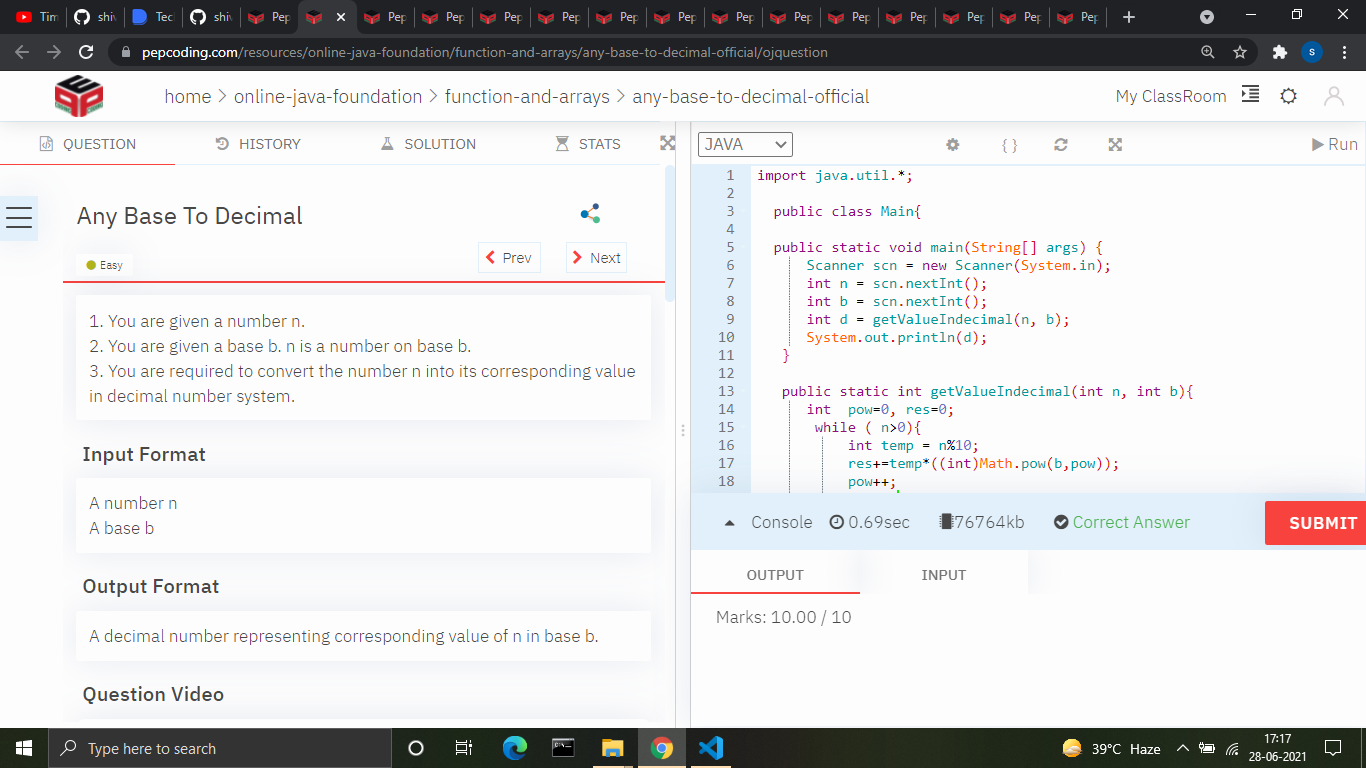 Tim shiv Tec shiv Pep Pep Pep Pep Pep Pep Pep Pep Pep Pep Pep Pep Pep Pep
pepcoding.com/resources/online-java-foundation/function-and-arrays/any-base-to-decimal-official/ojquestion
S
home > online-java-foundation > function-and-arrays > any-base-to-decimal-official
My ClassRoom
QUESTION HISTORY SOLUTION STATS
Any Base To Decimal
Easy
Prev Next
1. You are given a number n.
2. You are given a base b. n is a number on base b.
3. You are required to convert the number n into its corresponding value
in decimal number system.
Input Format
A number n
A base b
Output Format
A decimal number representing corresponding value of n in base b.
Question Video
JAVA { } Run
1 import java.util.*;
2
3 public class Main{
4
5 public static void main(String[] args) {
6 Scanner scn = new Scanner(System.in);
7 int n = scn.nextInt();
8 int b = scn.nextInt();
9 int d = getValueIndecimal(n, b);
10 System.out.println(d);
11 }
12
13 public static int getValueIndecimal(int n, int b){
14 int  pow=0, res=0;
15 while ( n>0){
16 int temp = n%10;
17 res+=temp*((int)Math.pow(b,pow));
18 pow++;
Console 0.69sec 76764kb Correct Answer
SUBMIT
OUTPUT INPUT
Marks: 10.00 / 10
Type here to search
39°C Haze
17:17
28-06-2021